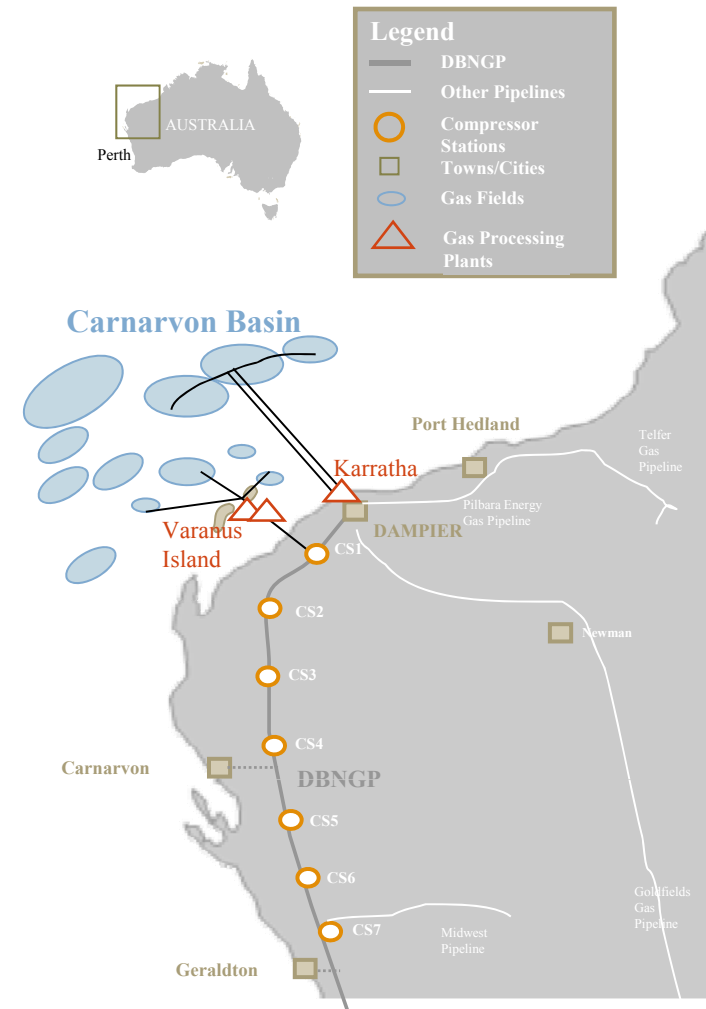 Legend
DBNGP
Other Pipelines
Compressor
Stations
Towns/Cities
Gas Fields
Gas Processing
Plants
AUSTRALIA
Perth
Carnarvon Basin
Port Hedland
Telfer
Gas
Pipeline
Karratha
Pilbara Energy
Gas Pipeline
Varanus
Island
DAMPIER
CS1
CS2
Newman
CS3
CS4
Carnarvon
DBNGP
CS5
CS6
Goldfields
Gas
Pipeline
CS7
Midwest
Pipeline
Geraldton